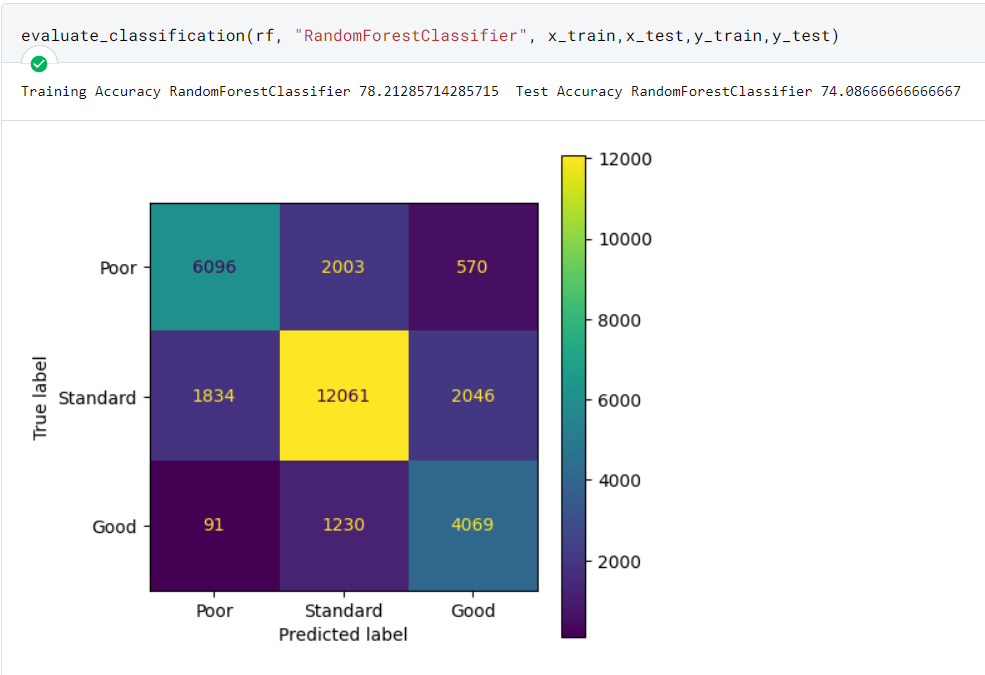 evaluate_classification(rf, "RandomForestClassifier", x_train,x_test,y_train,y_test)
Training Accuracy RandomForestClassifier 78.21285714285715  Test Accuracy RandomForestClassifier 74.08666666666667
12000
10000
8000
6000
4000
2000
True label
Poor
6096 2003 570
Standard
1834 12061 2046
Good
91 1230 4069
Poor Standard Good
Predicted label